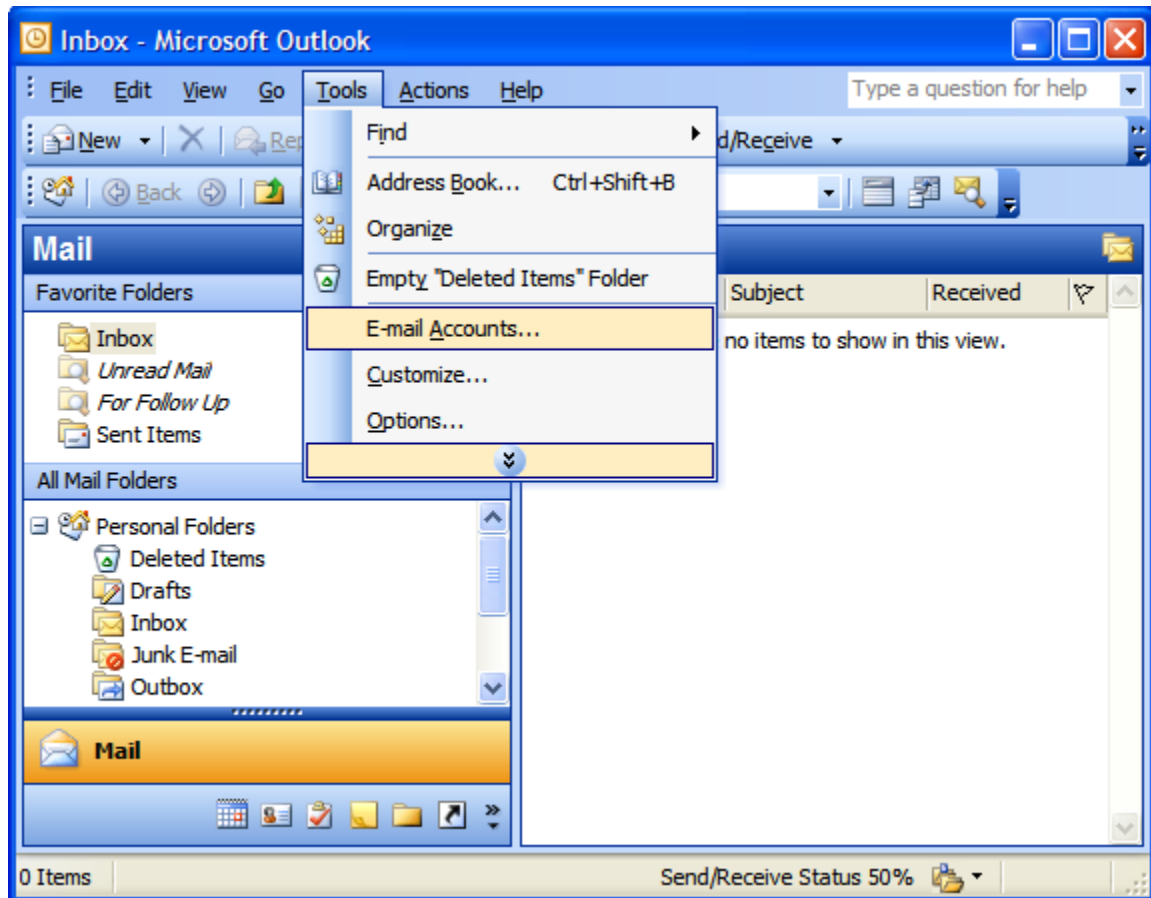 Inbox - Microsoft Outlook
File Edit View Go Tools Actions Help Type a question for help
New Rep d/Receive
Back
Find
Address Book... Ctrl+Shift+B
Organize
Empty "Deleted Items" Folder
E-mail Accounts...
Customize...
Options...
Mail
Favorite Folders
Inbox
Unread Mail
For Follow Up
Sent Items
All Mail Folders
Personal Folders
Deleted Items
Drafts
Inbox
Junk E-mail
Outbox
Mail
Subject Received
no items to show in this view.
0 Items Send/Receive Status 50%